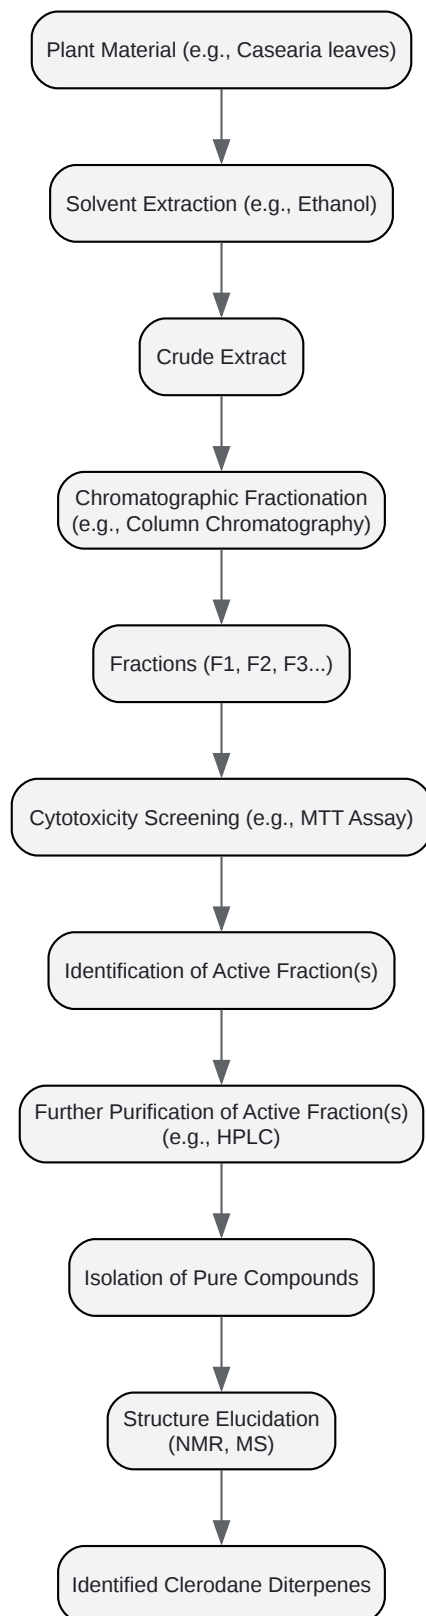 Plant Material (e.g., Casearia leaves)
Solvent Extraction (e.g., Ethanol)
Crude Extract
Chromatographic Fractionation
(e.g., Column Chromatography)
Fractions (F1, F2, F3...)
Cytotoxicity Screening (e.g., MTT Assay)
Identification of Active Fraction(s)
Further Purification of Active Fraction(s)
(e.g., HPLC)
Isolation of Pure Compounds
Structure Elucidation
(NMR, MS)
Identified Clerodane Diterpenes